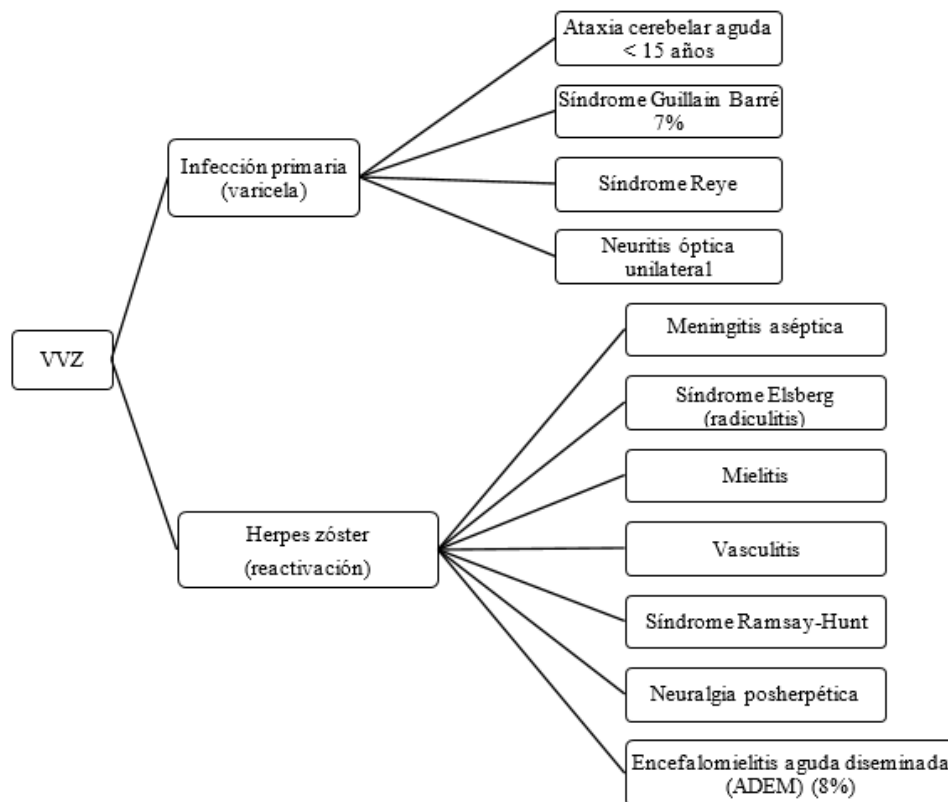 VVZ
Infección primaria
(varicela)
Ataxia cerebelar aguda
< 15 años
Síndrome Guillain Barré
7%
Síndrome Reye
Neuritis óptica
unilateral
Herpes zóster
(reactivación)
Meningitis aséptica
Síndrome Elsberg
(radiculitis)
Mielitis
Vasculitis
Síndrome Ramsay-Hunt
Neuralgia posherpética
Encefalomielitis aguda diseminada
(ADEM) (8%)